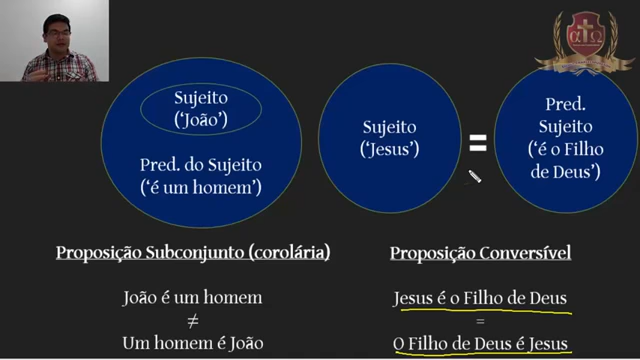 Sujeito
('João')
Pred. do Sujeito
('é um homem')
Sujeito
('Jesus')
=
Pred.
Sujeito
('é o Filho
de Deus')
Proposição Subconjunto (corolária)
João é um homem
≠
Um homem é João
Proposição Conversível
Jesus é o Filho de Deus
=
O Filho de Deus é Jesus
α Ω